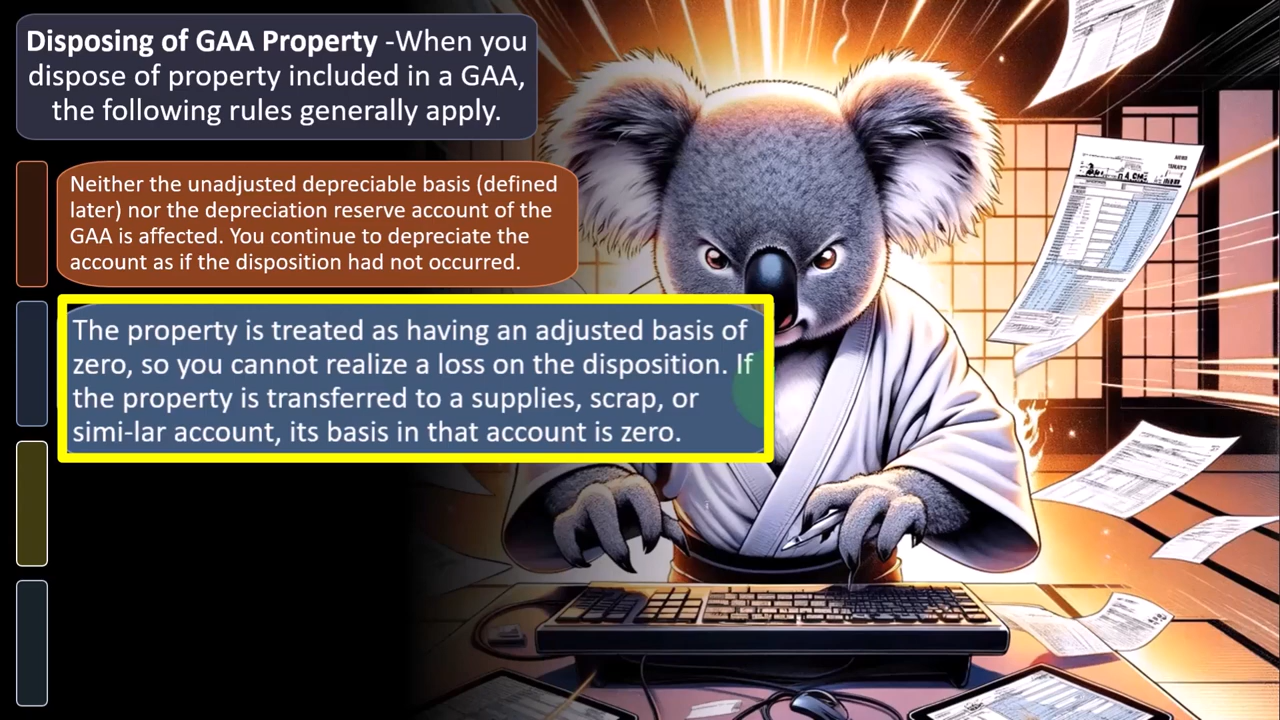 Disposing of GAA Property -When you
dispose of property included in a GAA,
the following rules generally apply.
Neither the unadjusted depreciable basis (defined
later) nor the depreciation reserve account of the
GAA is affected. You continue to depreciate the
account as if the disposition had not occurred.
The property is treated as having an adjusted basis of
zero, so you cannot realize a loss on the disposition. If
the property is transferred to a supplies, scrap, or
simi-lar account, its basis in that account is zero.